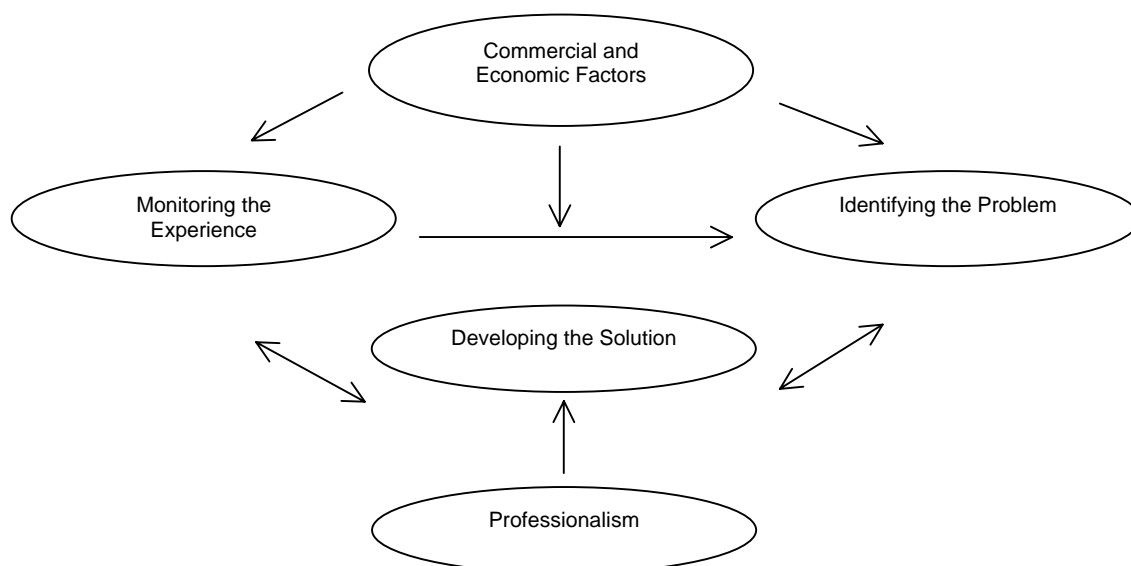 Commercial and
Economic Factors
Monitoring the
Experience
Identifying the Problem
Developing the Solution
Professionalism